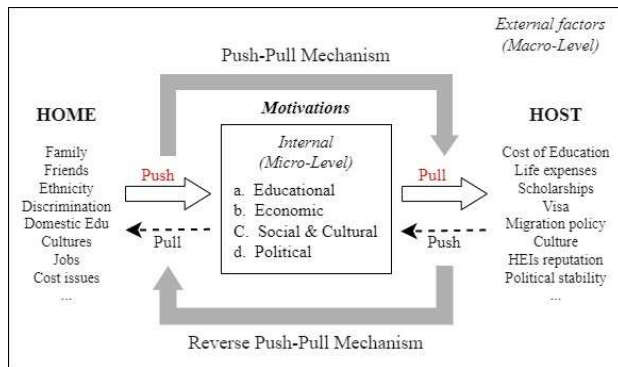 External factors
(Macro-Level)
Push-Pull Mechanism
HOME
Family
Friends
Ethnicity
Discrimination
Domestic Edu
Cultures
Jobs
Cost issues
...
Push
Pull
Motivations
Internal
(Micro-Level)
a. Educational
b. Economic
C. Social & Cultural
d. Political
Pull
Push
HOST
Cost of Education
Life expenses
Scholarships
Visa
Migration policy
Culture
HEIs reputation
Political stability
...
Reverse Push-Pull Mechanism